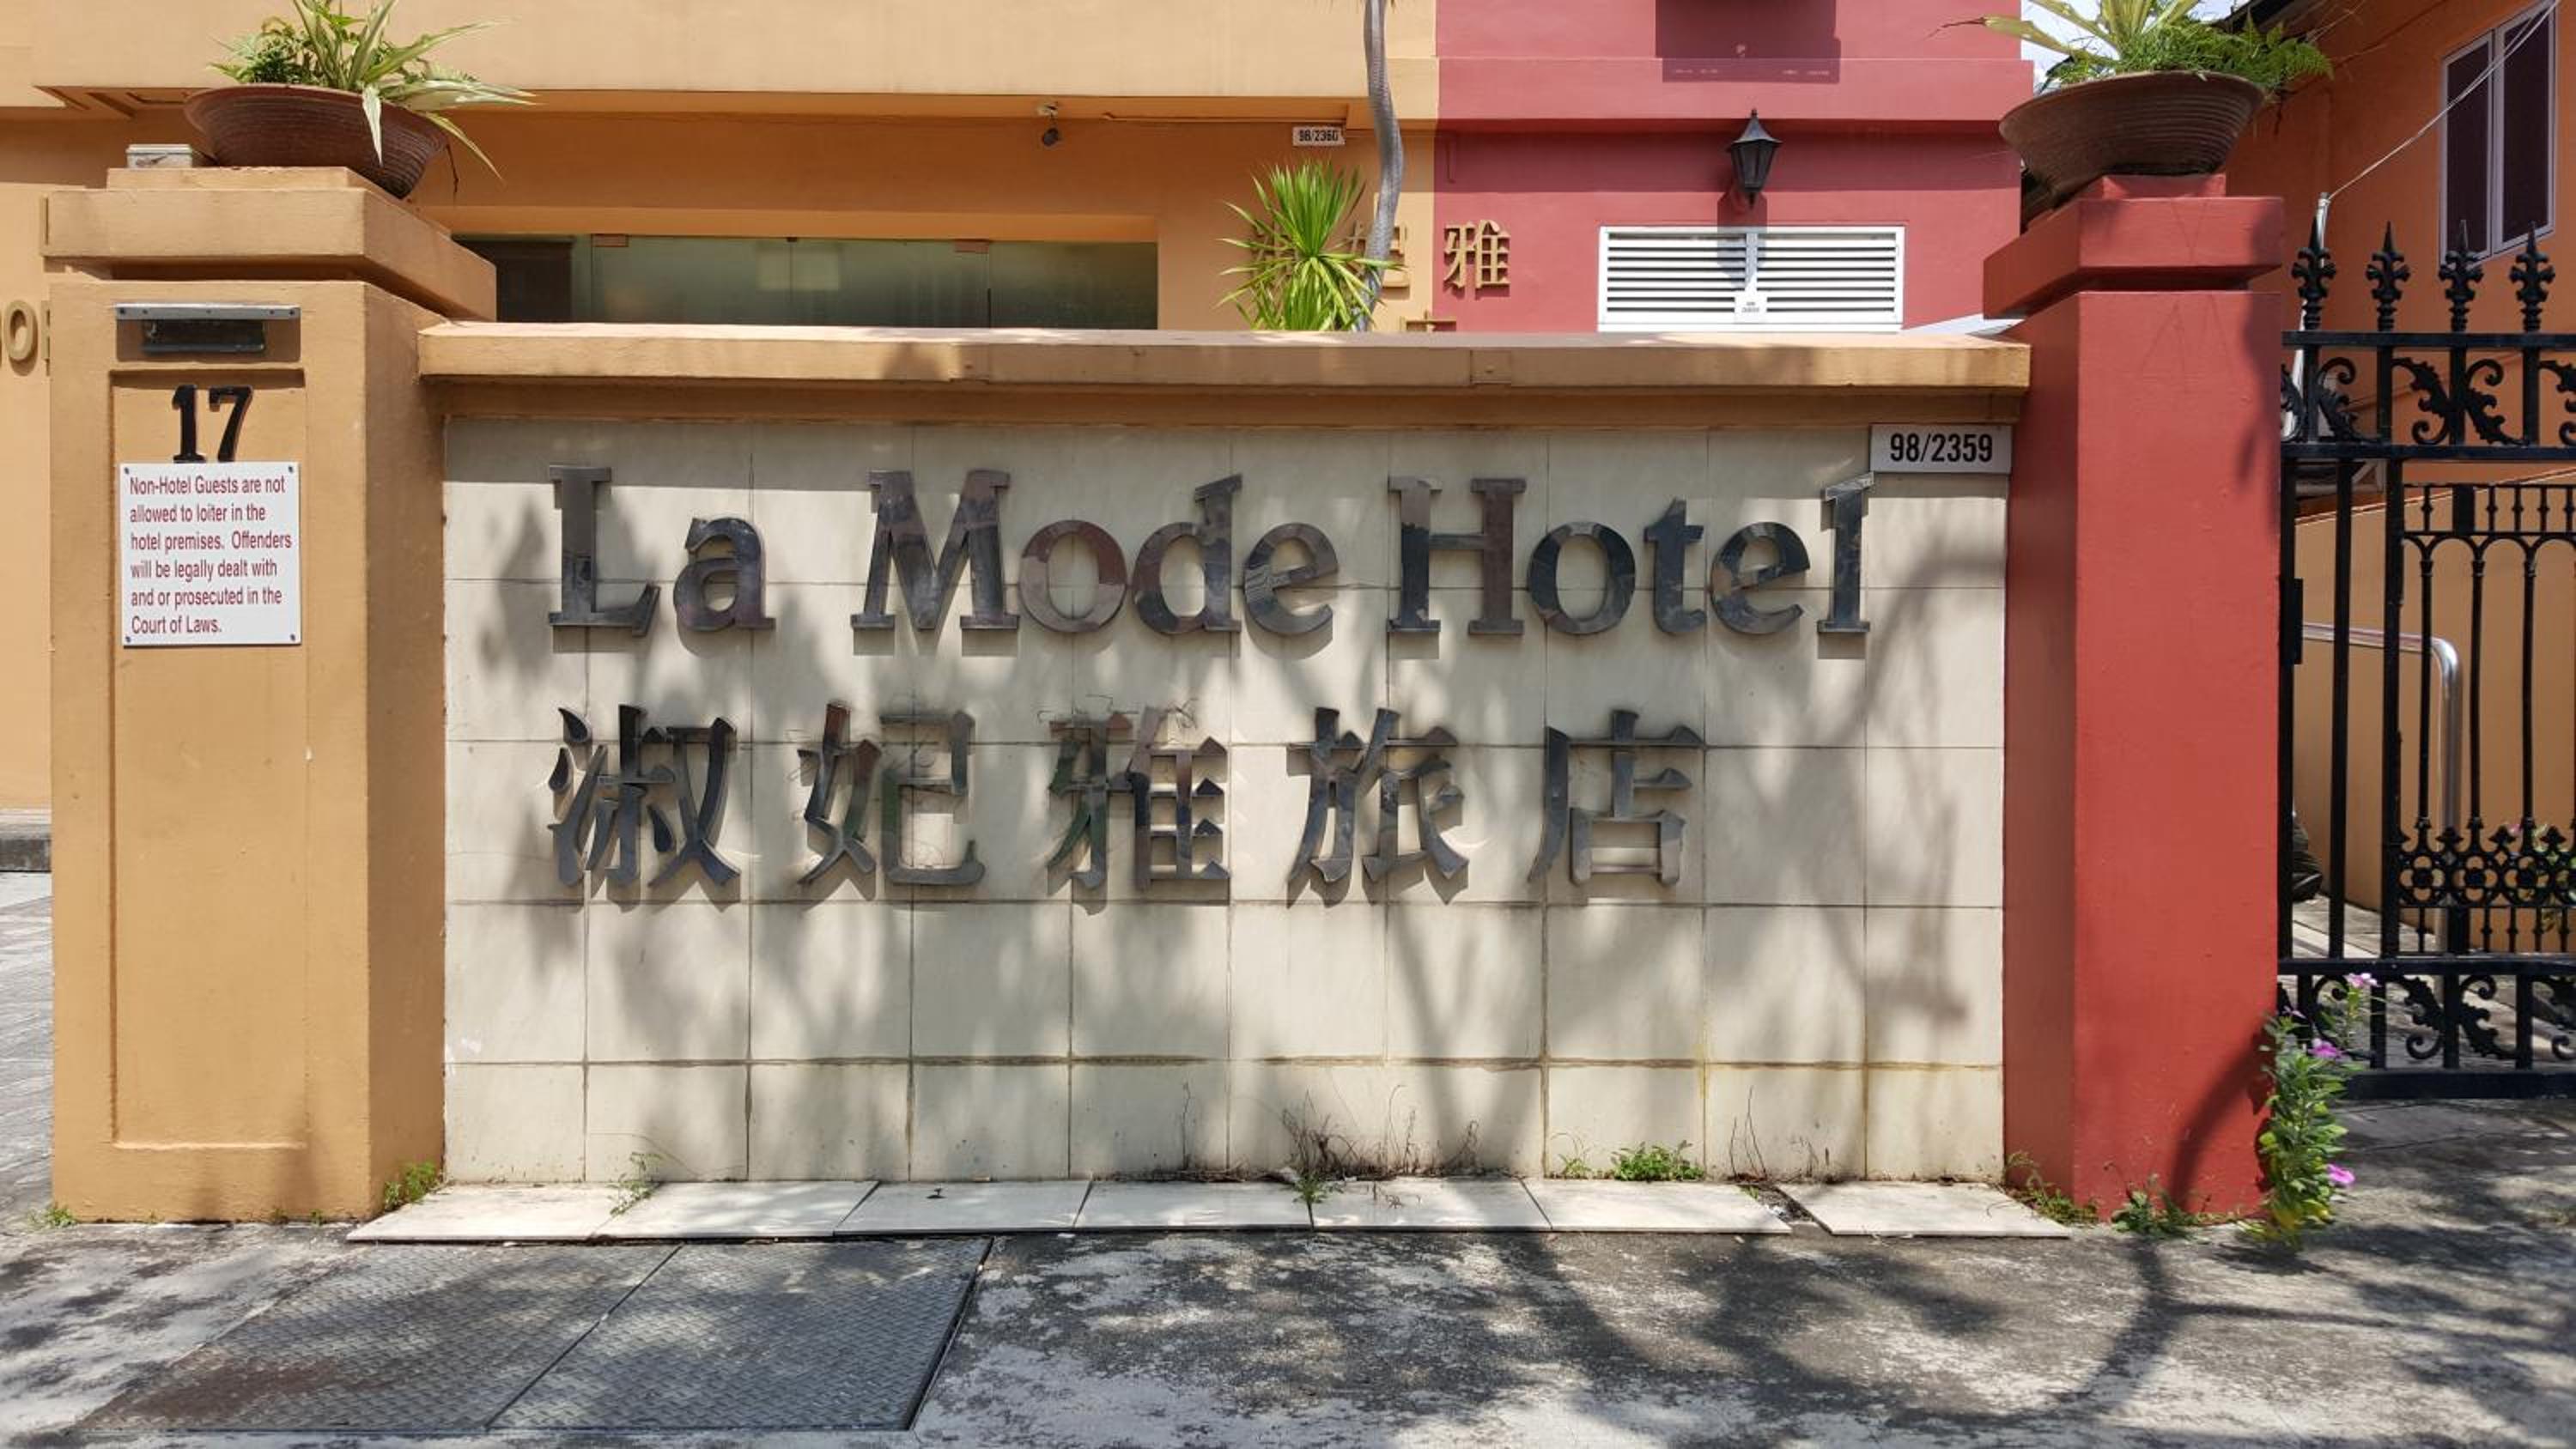 98/2360
雅
17
Non-Hotel Guests are not
allowed to loiter in the
hotel premises. Offenders
will be legally dealt with
and or prosecuted in the
Court of Laws.
98/2359
La Mode Hotel
淑妃雅旅店